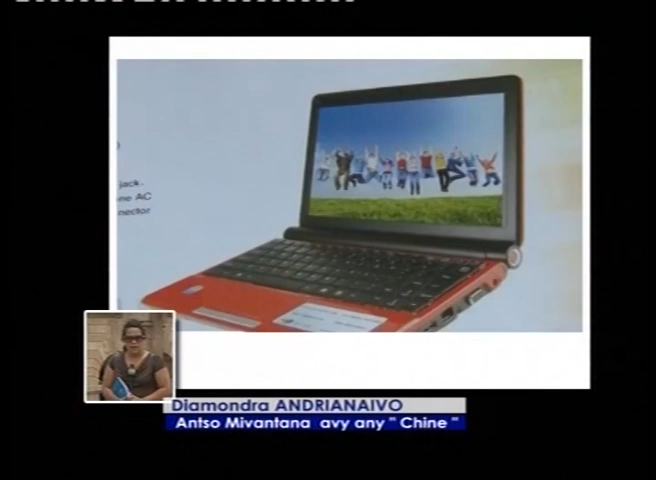 jack.
ne AC
nector
Diamondra ANDRIANAIVO
Antso Mivantana avy any " Chine "